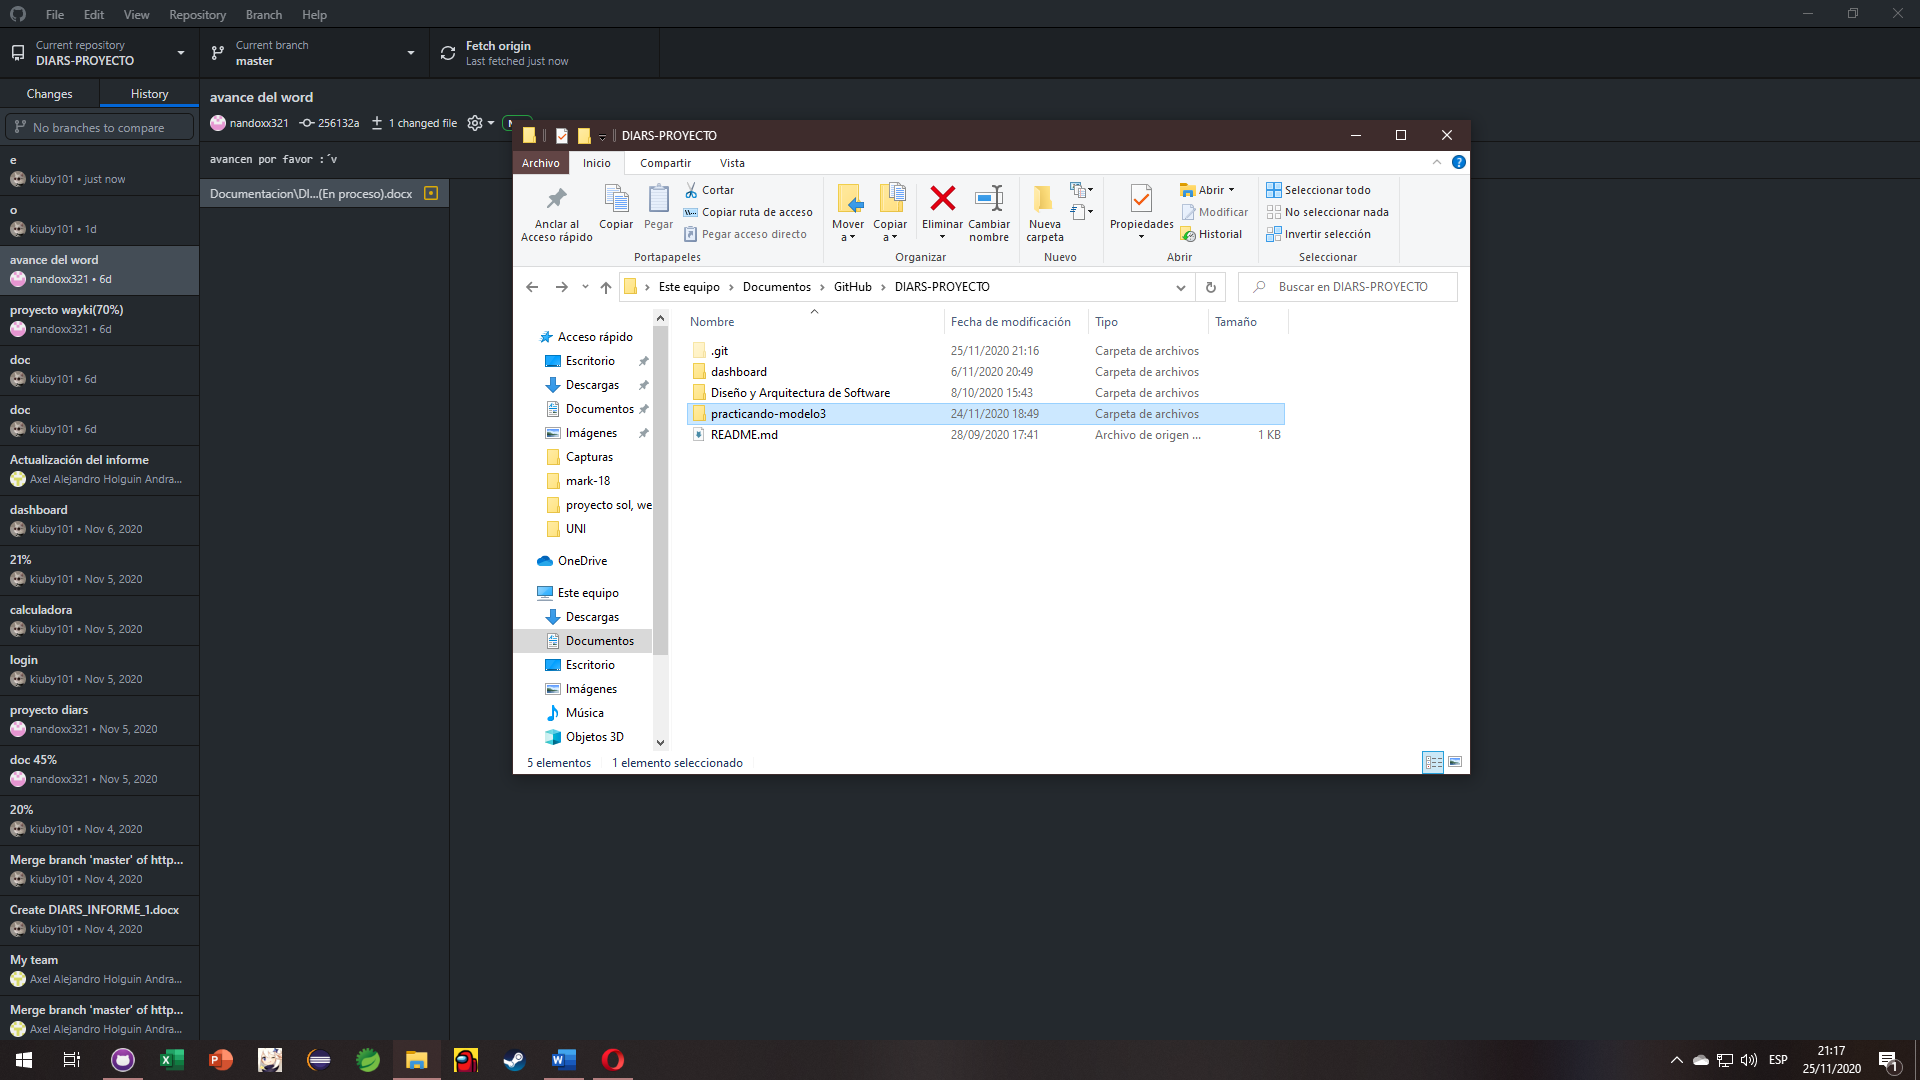 File Edit View Repository Branch Help
Current repository
DIARS-PROYECTO
Current branch
master
Fetch origin
Last fetched just now
Changes
History
No branches to compare
e
kiuby101 • just now
o
kiuby101 • 1d
avance del word
nandoxx321 • 6d
proyecto wayki(70%)
nandoxx321 • 6d
doc
kiuby101 • 6d
doc
kiuby101 • 6d
Actualización del informe
Axel Alejandro Holguin Andra...
dashboard
kiuby101 • Nov 6, 2020
21%
kiuby101 • Nov 5, 2020
calculadora
kiuby101 • Nov 5, 2020
login
kiuby101 • Nov 5, 2020
proyecto diars
nandoxx321 • Nov 5, 2020
doc 45%
nandoxx321 • Nov 5, 2020
20%
kiuby101 • Nov 4, 2020
Merge branch 'master' of http...
kiuby101 • Nov 4, 2020
Create DIARS_INFORME_1.docx
kiuby101 • Nov 4, 2020
My team
Axel Alejandro Holguin Andra...
Merge branch 'master' of http...
Axel Alejandro Holguin Andra...
avance del word
nandoxx321 256132a 1 changed file
avancen por favor :´v
Documentacion\DI...(En proceso).docx
DIARS-PROYECTO
Archivo Inicio Compartir Vista
Anclar al
Acceso rápido
Copiar
Pegar
Cortar
Copiar ruta de acceso
Pegar acceso directo
Portapapeles
Mover
a
Copiar
a
Eliminar
Cambiar
nombre
Organizar
Nueva
carpeta
Nuevo
Propiedades
Abrir
Modificar
Historial
Abrir
Seleccionar todo
No seleccionar nada
Invertir selección
Seleccionar
Este equipo › Documentos › GitHub › DIARS-PROYECTO
Buscar en DIARS-PROYECTO
Acceso rápido
Escritorio
Descargas
Documentos
Imágenes
Capturas
mark-18
proyecto sol, we
UNI
OneDrive
Este equipo
Descargas
Documentos
Escritorio
Imágenes
Música
Objetos 3D
Nombre Fecha de modificación Tipo Tamaño
.git 25/11/2020 21:16 Carpeta de archivos
dashboard 6/11/2020 20:49 Carpeta de archivos
Diseño y Arquitectura de Software 8/10/2020 15:43 Carpeta de archivos
practicando-modelo3 24/11/2020 18:49 Carpeta de archivos
README.md 28/09/2020 17:41 Archivo de origen ... 1 KB
5 elementos 1 elemento seleccionado
ESP
21:17
25/11/2020
1